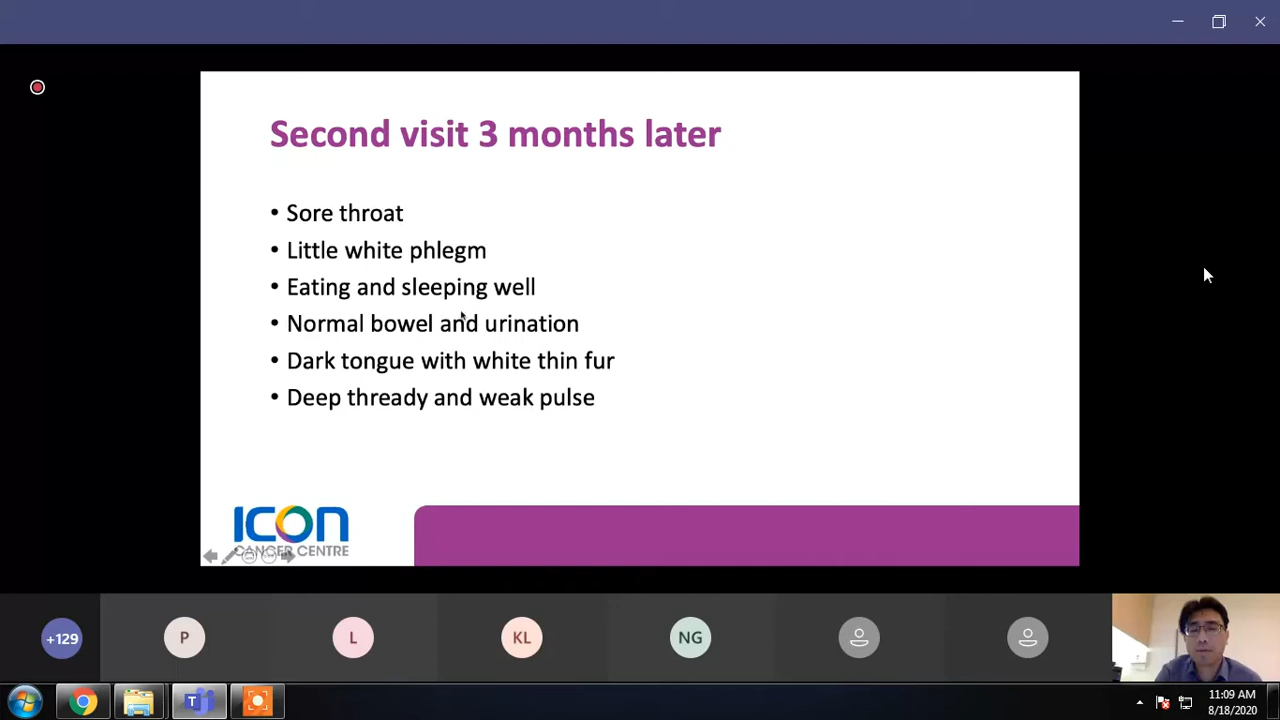 Second visit 3 months later
• Sore throat
• Little white phlegm
• Eating and sleeping well
• Normal bowel and urination
• Dark tongue with white thin fur
• Deep thready and weak pulse
ICON
CANCER CENTRE
+129
P
L
KL
NG
11:09 AM
8/18/2020